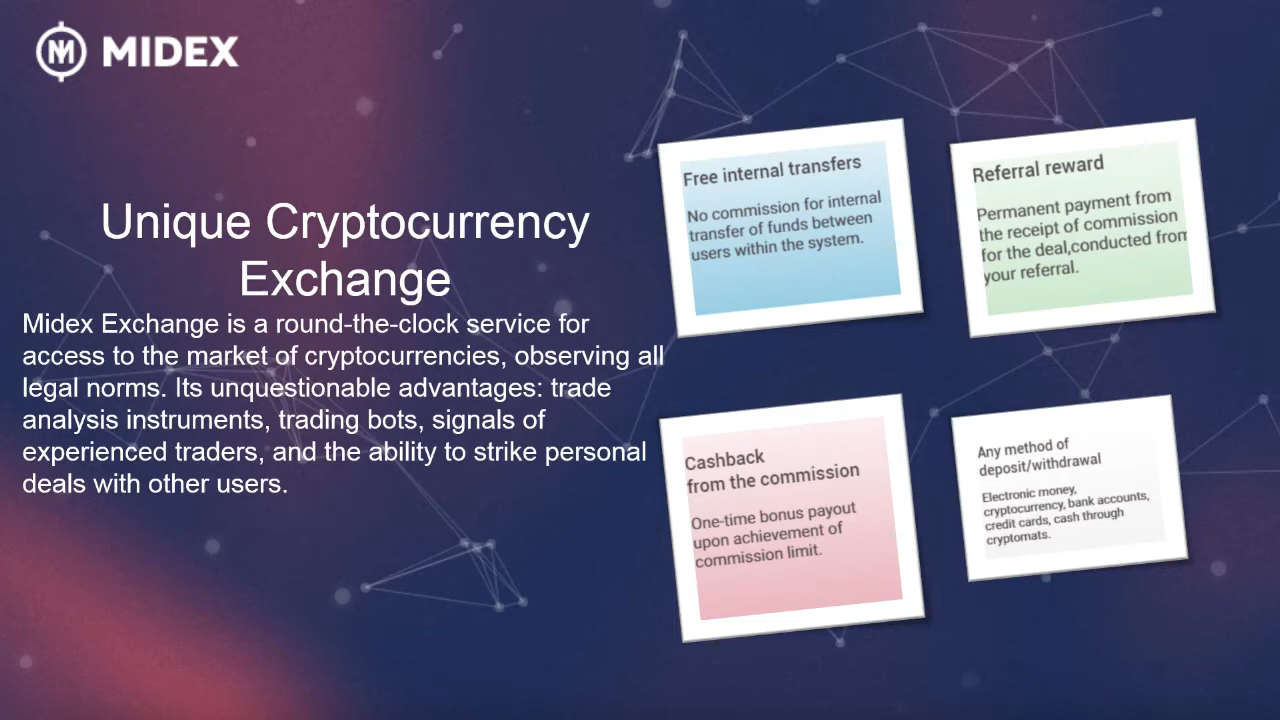 MIDEX
Unique Cryptocurrency
Exchange
Midex Exchange is a round-the-clock service for
access to the market of cryptocurrencies, observing all
legal norms. Its unquestionable advantages: trade
analysis instruments, trading bots, signals of
experienced traders, and the ability to strike personal
deals with other users.
Free internal transfers
No commission for internal
transfer of funds between
users within the system.
Referral reward
Permanent payment from
the receipt of commission
for the deal,conducted from
your referral.
Cashback
from the commission
One-time bonus payout
upon achievement of
commission limit.
Any method of
deposit/withdrawal
Electronic money,
cryptocurrency, bank accounts,
credit cards, cash through
cryptomats.